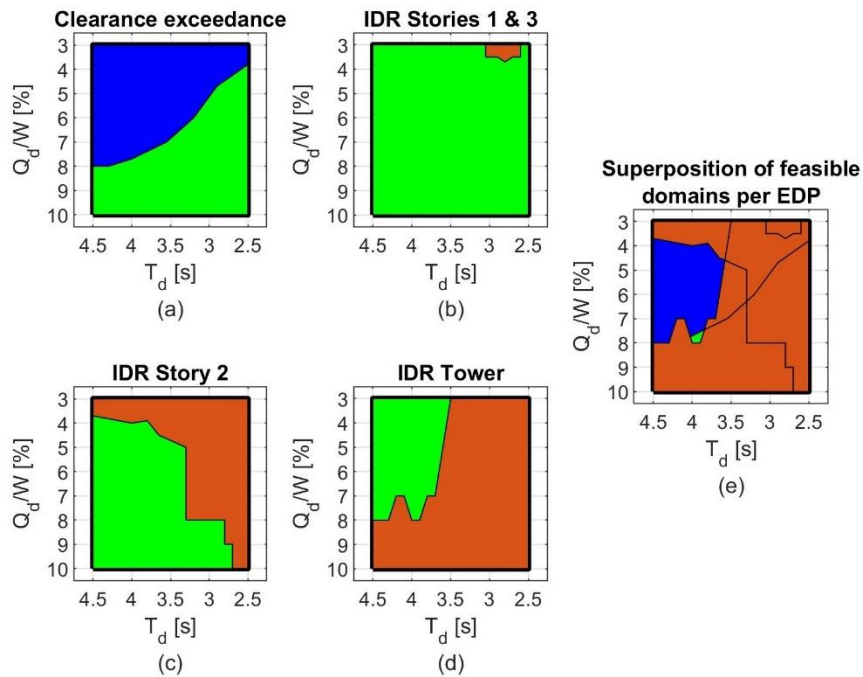 Clearance exceedance
3
4
5
6
7
8
9
10
Q_d/W [%]
4.5 4 3.5 3 2.5
T_d [s]
(a)
IDR Stories 1 & 3
3
4
5
6
7
8
9
10
Q_d/W [%]
4.5 4 3.5 3 2.5
T_d [s]
(b)
IDR Story 2
3
4
5
6
7
8
9
10
Q_d/W [%]
4.5 4 3.5 3 2.5
T_d [s]
(c)
IDR Tower
3
4
5
6
7
8
9
10
Q_d/W [%]
4.5 4 3.5 3 2.5
T_d [s]
(d)
Superposition of feasible
domains per EDP
3
4
5
6
7
8
9
10
Q_d/W [%]
4.5 4 3.5 3 2.5
T_d [s]
(e)